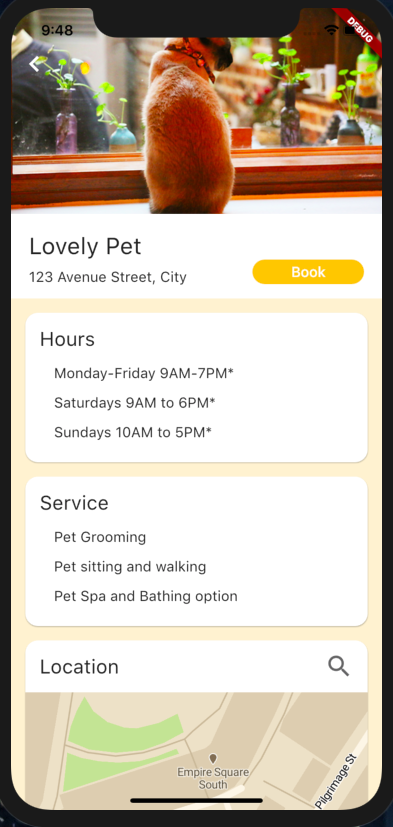 9:48
DEBUG
Lovely Pet
123 Avenue Street, City
Book
Hours
Monday-Friday 9AM-7PM*
Saturdays 9AM to 6PM*
Sundays 10AM to 5PM*
Service
Pet Grooming
Pet sitting and walking
Pet Spa and Bathing option
Location
Empire Square
South
Pilgrimage St